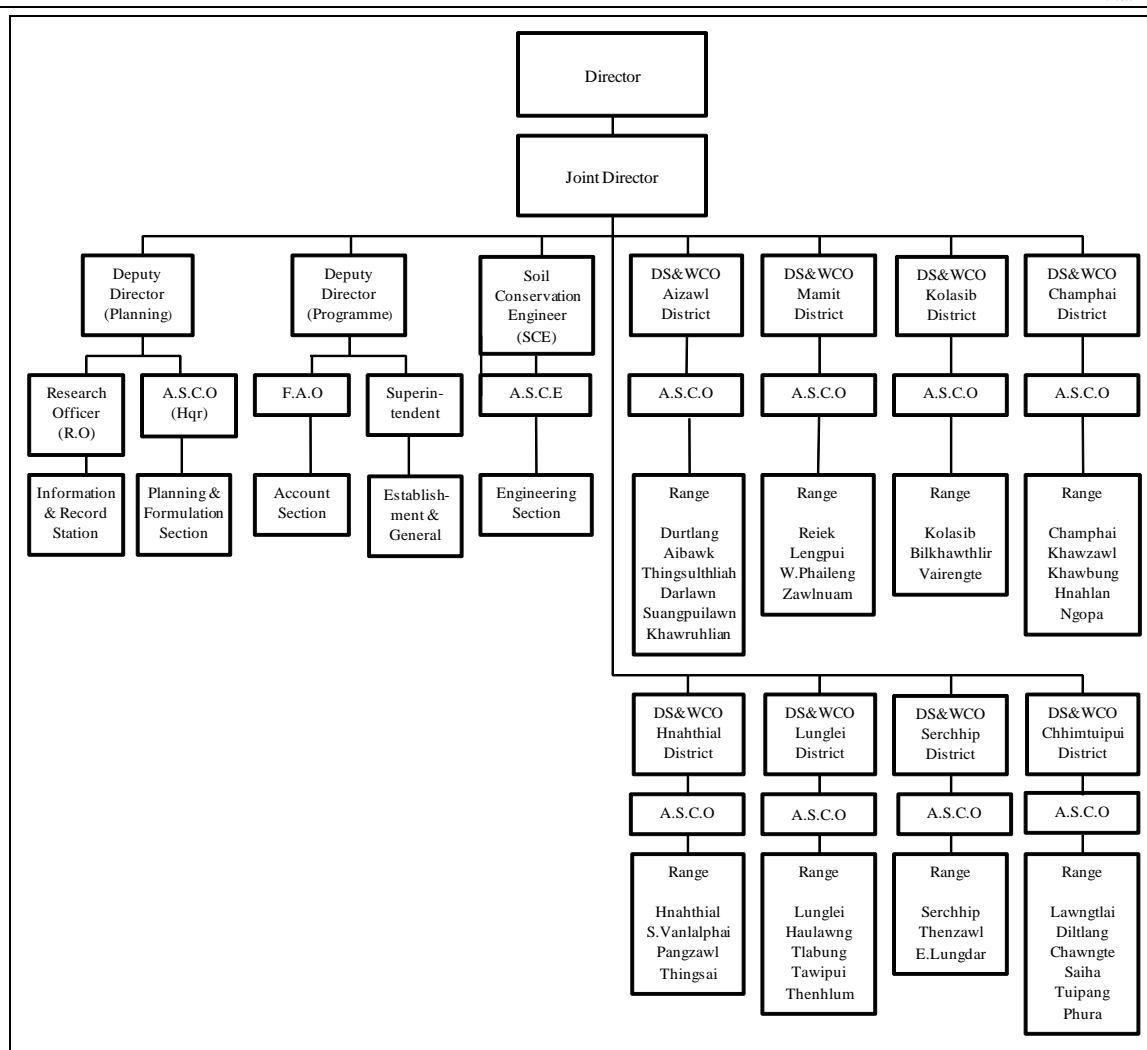 Director
Joint Director
Deputy
Director
(Planning)
Deputy
Director
(Programme)
Soil
Conservation
Engineer
(SCE)
DS&WCO
Aizawl
District
DS&WCO
Mamit
District
DS&WCO
Kolasib
District
DS&WCO
Champhai
District
Research
Officer
(R.O)
A.S.C.O
(Hqr)
F.A.O
Superin-
tendent
A.S.C.E
A.S.C.O
A.S.C.O
A.S.C.O
A.S.C.O
Information
& Record
Station
Planning &
Formulation
Section
Account
Section
Establish-
ment &
General
Engineering
Section
Range
Durtlang
Aibawk
Thingsulthliah
Darlawn
Suangpuilawn
Khawruhlian
Range
Reiek
Lengpui
W.Phaileng
Zawlnuam
Range
Kolasib
Bilkhawthlir
Vairengte
Range
Champhai
Khawzawl
Khawbung
Hnahlan
Ngopa
DS&WCO
Hnahthial
District
DS&WCO
Lunglei
District
DS&WCO
Serchhip
District
DS&WCO
Chhimtuipui
District
A.S.C.O
A.S.C.O
A.S.C.O
A.S.C.O
Range
Hnahthial
S.Vanlalphai
Pangzawl
Thingsai
Range
Lunglei
Haulawng
Tlabung
Tawipui
Thenhlum
Range
Serchhip
Thenzawl
E.Lungdar
Range
Lawngtlai
Diltlang
Chawngte
Saiha
Tuipang
Phura